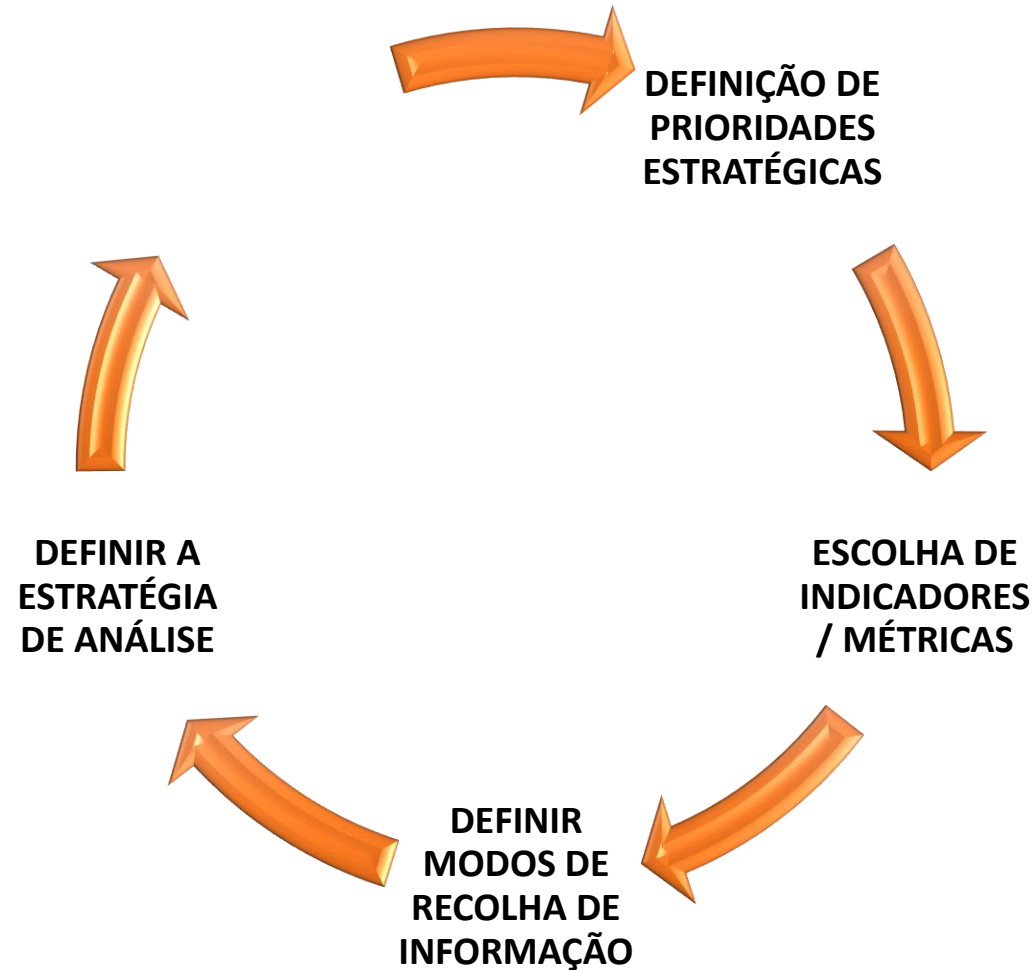 DEFINIÇÃO DE
PRIORIDADES
ESTRATÉGICAS
ESCOLHA DE
INDICADORES
/ MÉTRICAS
DEFINIR
MODOS DE
RECOLHA DE
INFORMAÇÃO
DEFINIR A
ESTRATÉGIA
DE ANÁLISE